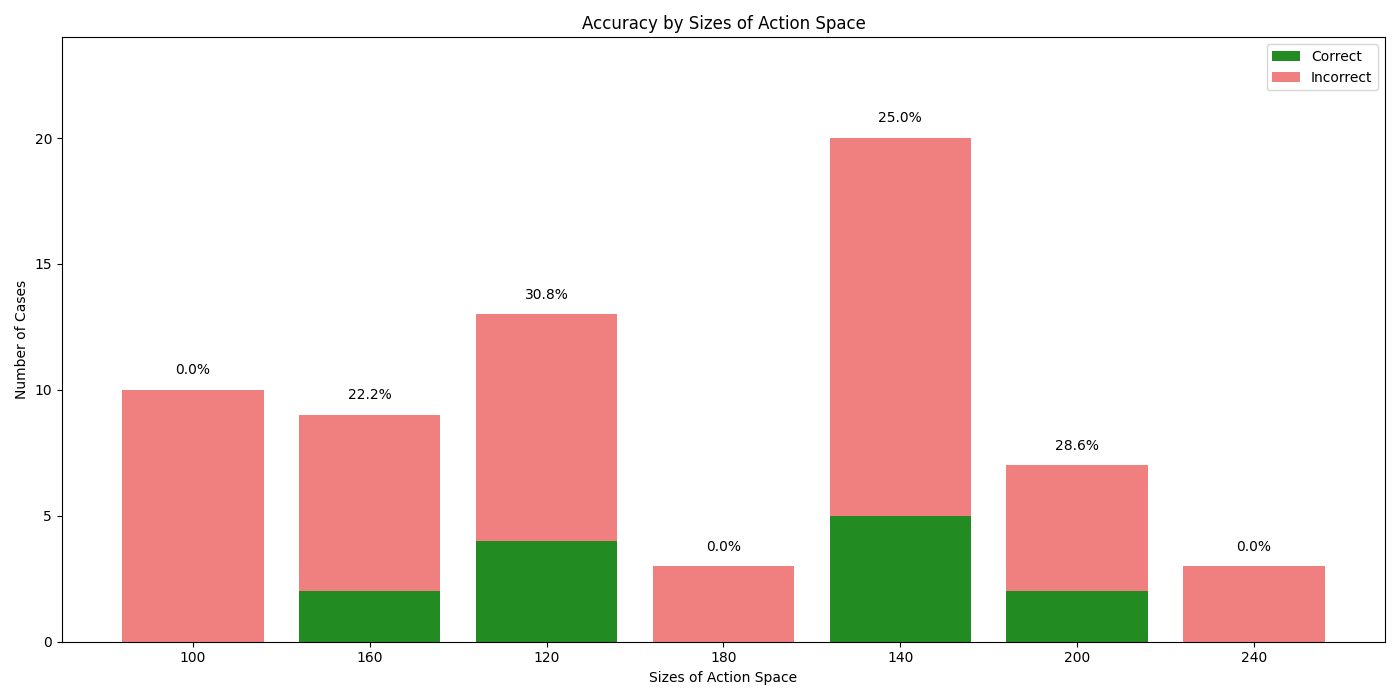 Accuracy by Sizes of Action Space
Correct
Incorrect
Number of Cases
20
15
10
5
0
0.0%
22.2%
30.8%
0.0%
25.0%
28.6%
0.0%
100 160 120 180 140 200 240
Sizes of Action Space